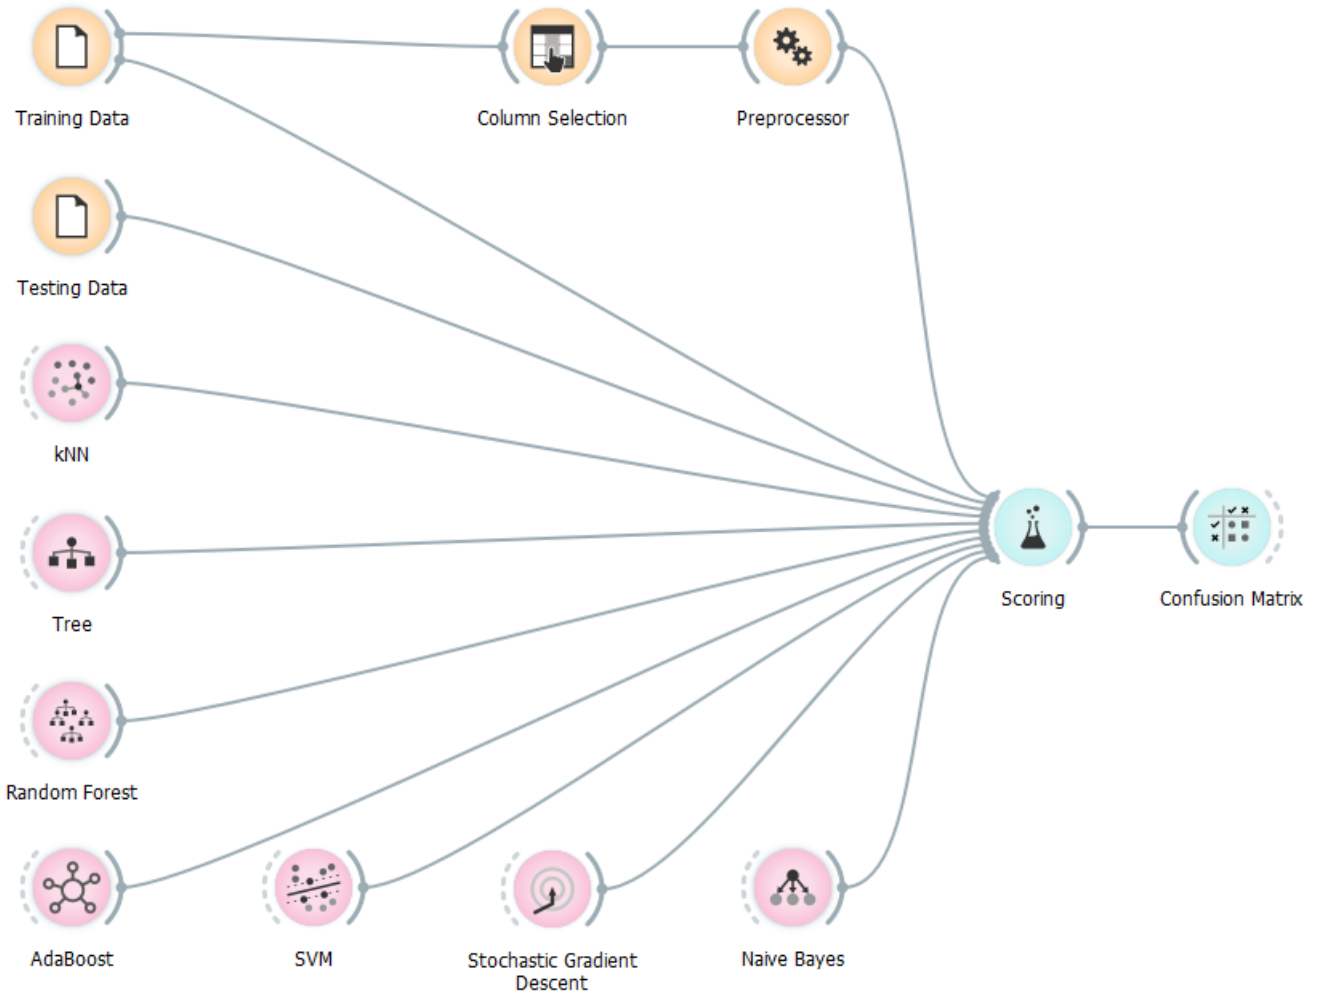 Training Data
Column Selection
Preprocessor
Testing Data
kNN
Tree
Scoring
Confusion Matrix
Random Forest
AdaBoost
SVM
Stochastic Gradient
Descent
Naive Bayes